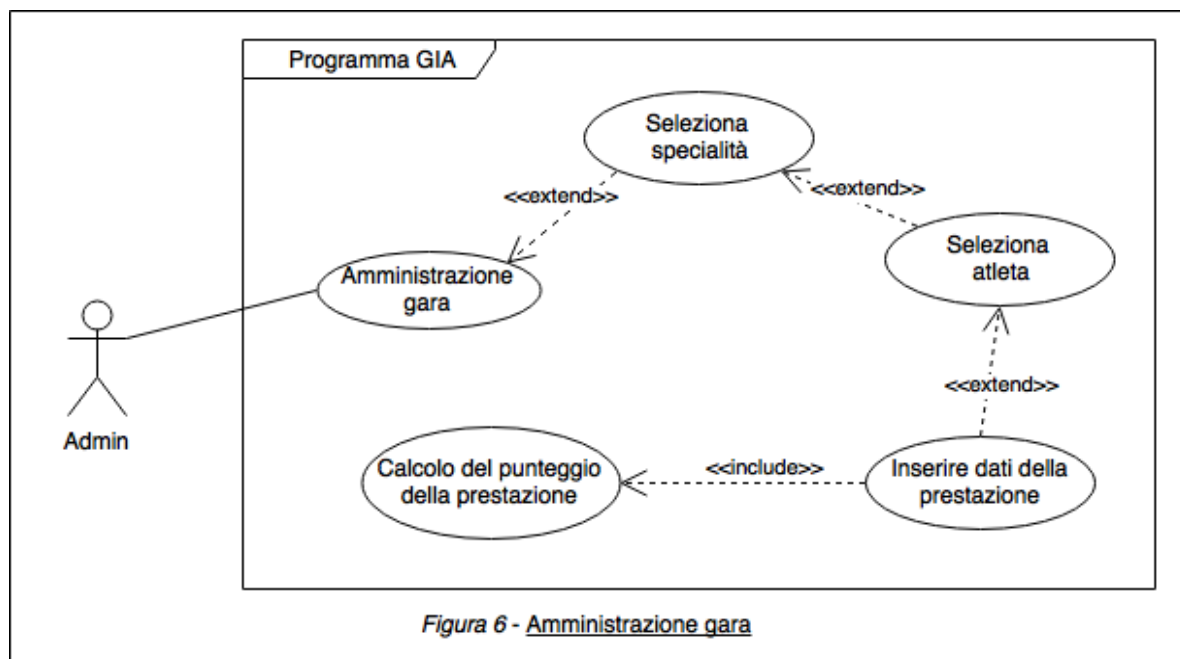 Programma GIA
Seleziona
specialità
<<extend>>
<<extend>>
Seleziona
atleta
Amministrazione
gara
<<extend>>
Admin
Calcolo del punteggio
della prestazione
<<include>>
Inserire dati della
prestazione
Figura 6 - Amministrazione gara